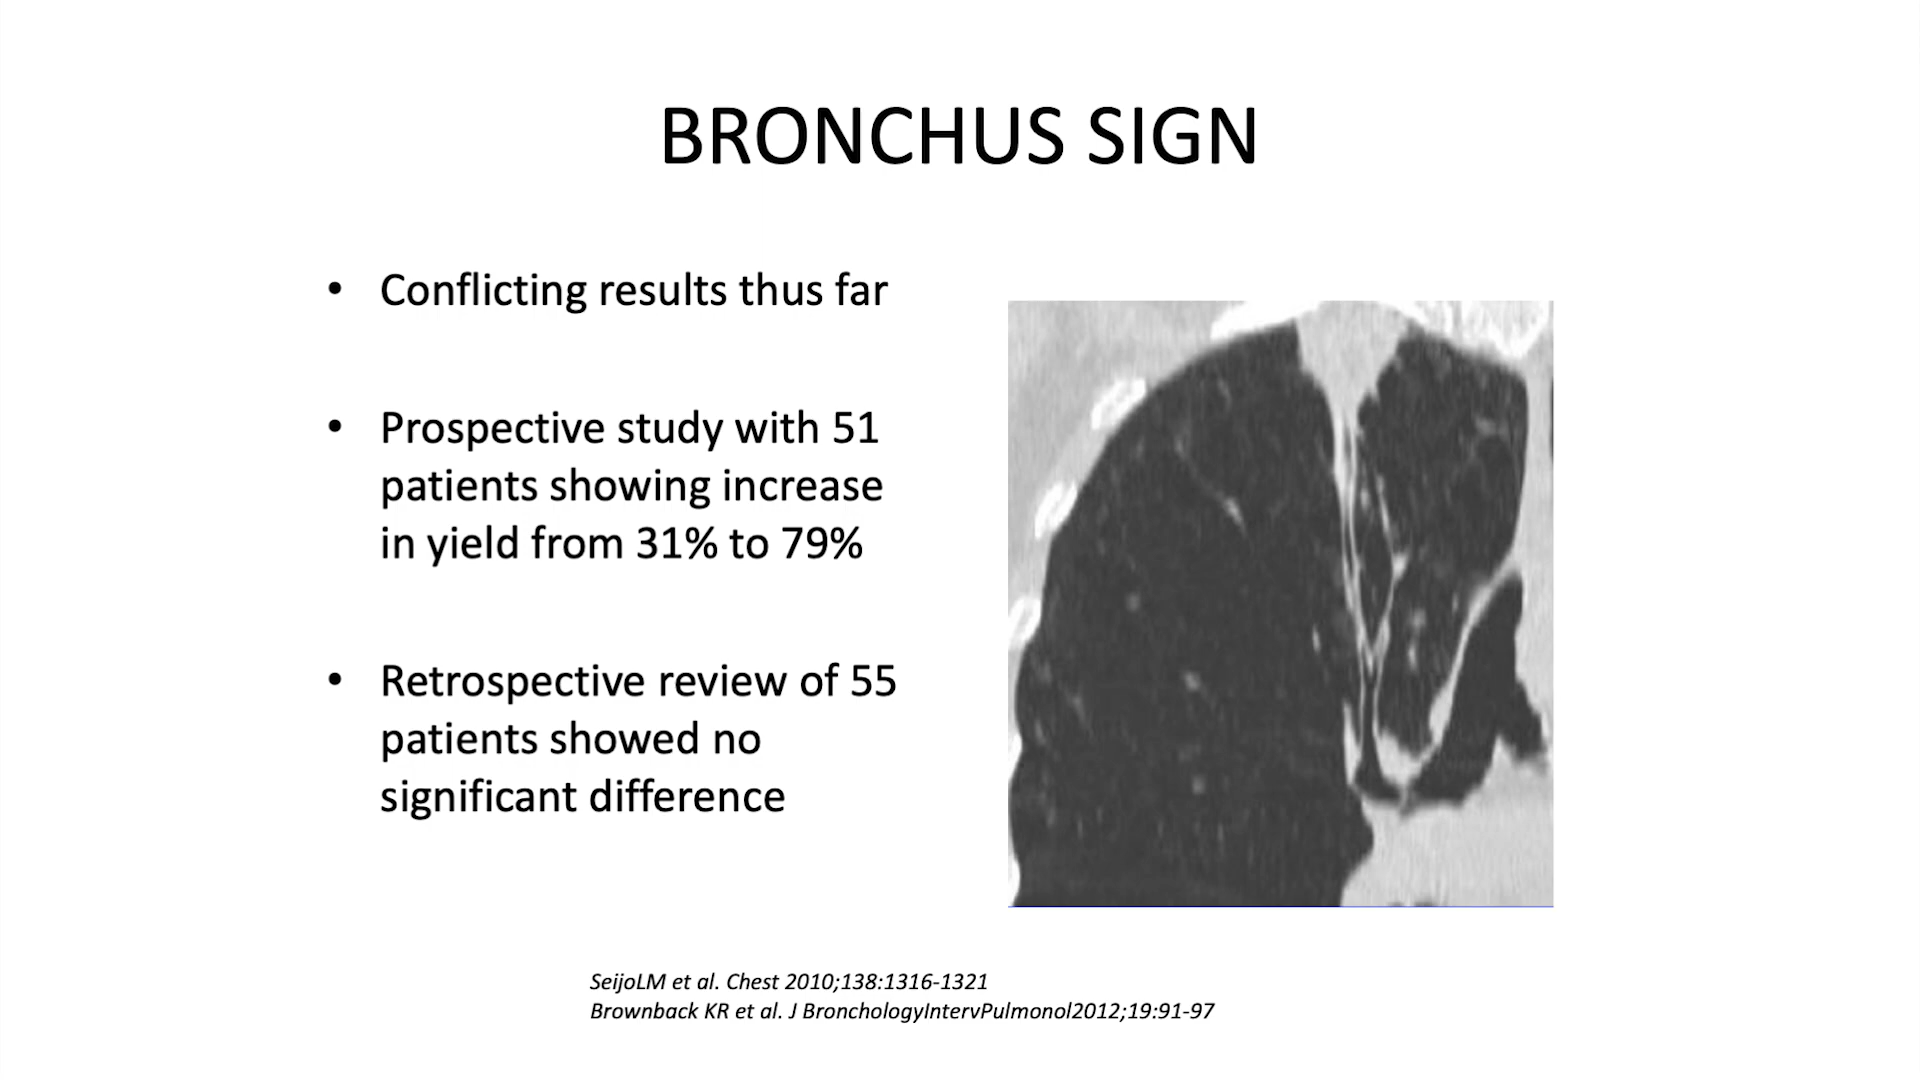 BRONCHUS SIGN
• Conflicting results thus far
• Prospective study with 51
patients showing increase
in yield from 31% to 79%
• Retrospective review of 55
patients showed no
significant difference
SeijoLM et al. Chest 2010;138:1316-1321
Brownback KR et al. J BronchologyIntervPulmonol2012;19:91-97